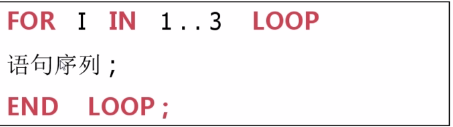 FOR I IN 1..3 LOOP
语句序列;
END LOOP;